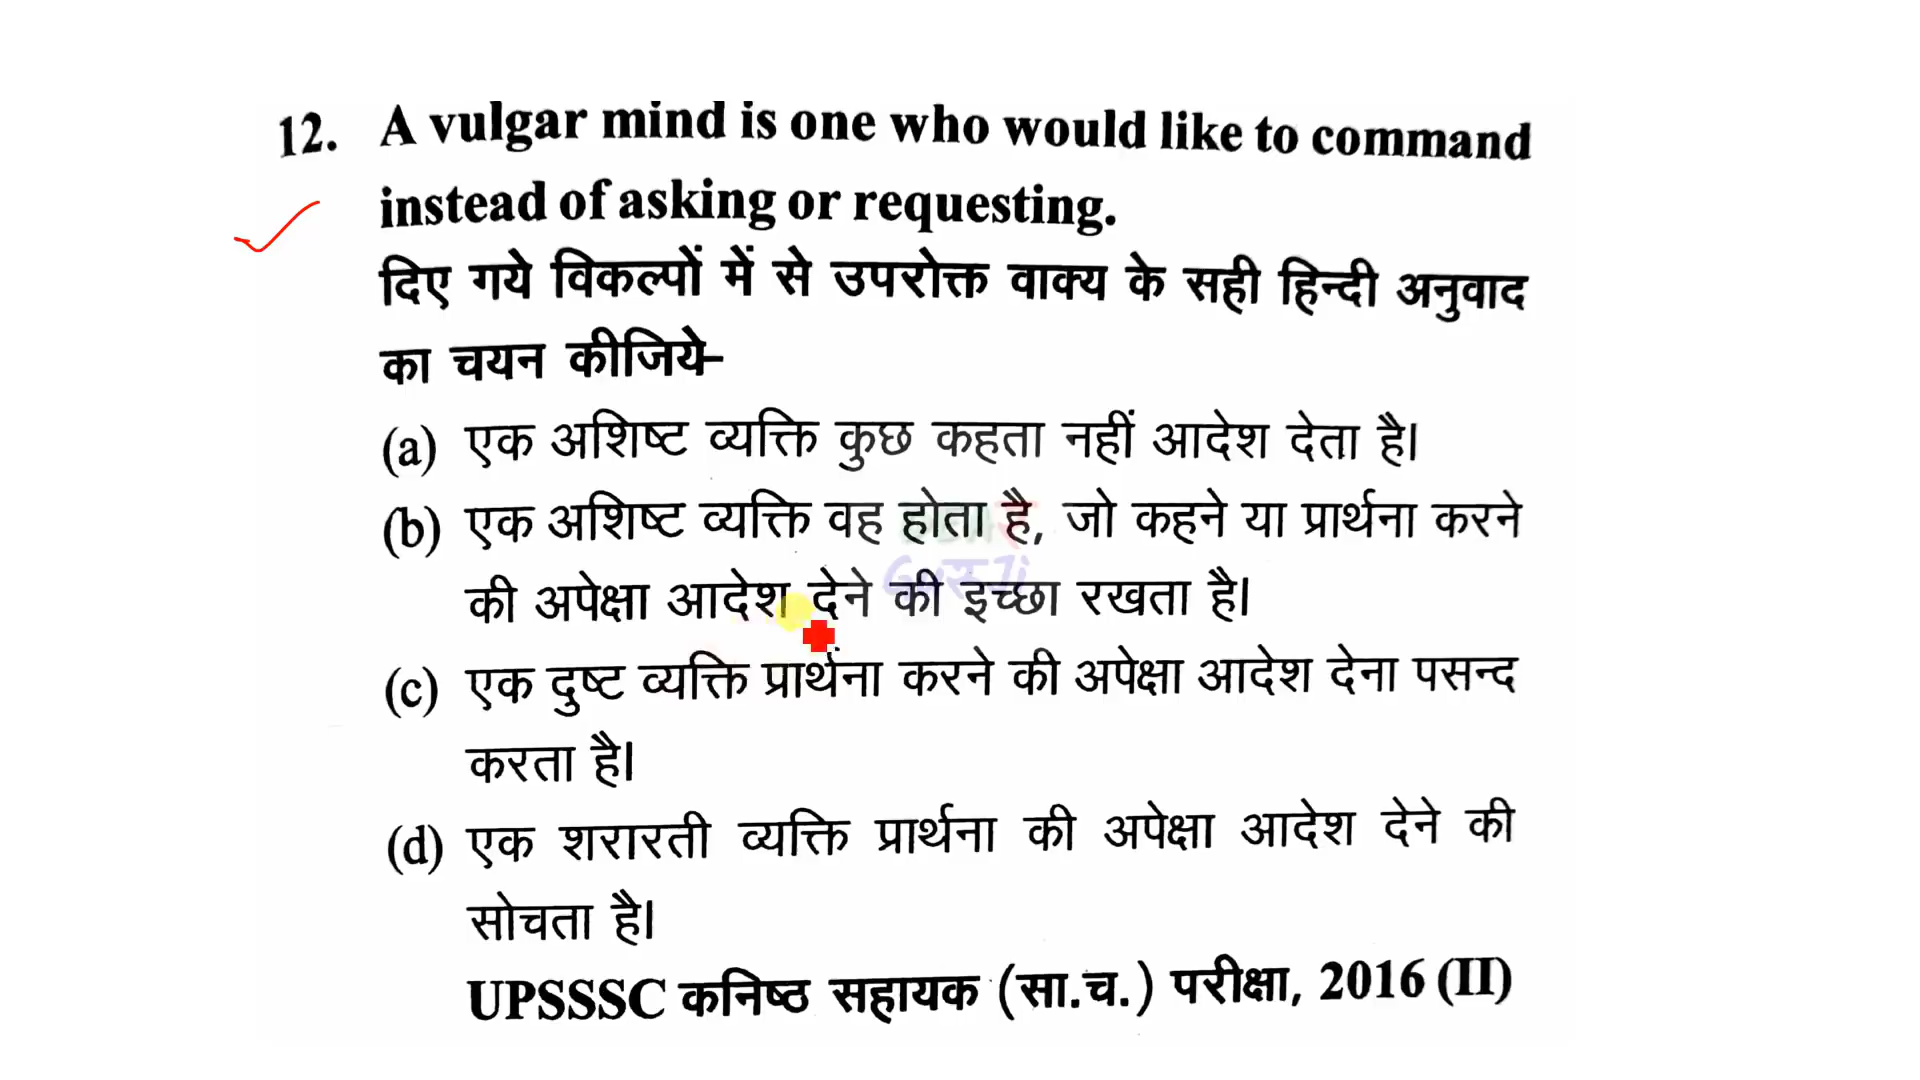 12. A vulgar mind is one who would like to command
instead of asking or requesting.
दिए गये विकल्पों में से उपरोक्त वाक्य के सही हिन्दी अनुवाद
का चयन कीजिये-
(a) एक अशिष्ट व्यक्ति कुछ कहता नहीं आदेश देता है।
(b) एक अशिष्ट व्यक्ति वह होता है, जो कहने या प्रार्थना करने
की अपेक्षा आदेश देने की इच्छा रखता है।
(c) एक दुष्ट व्यक्ति प्रार्थना करने की अपेक्षा आदेश देना पसन्द
करता है।
(d) एक शरारती व्यक्ति प्रार्थना की अपेक्षा आदेश देने की
सोचता है।
UPSSSC कनिष्ठ सहायक (सा.च.) परीक्षा, 2016 (II)